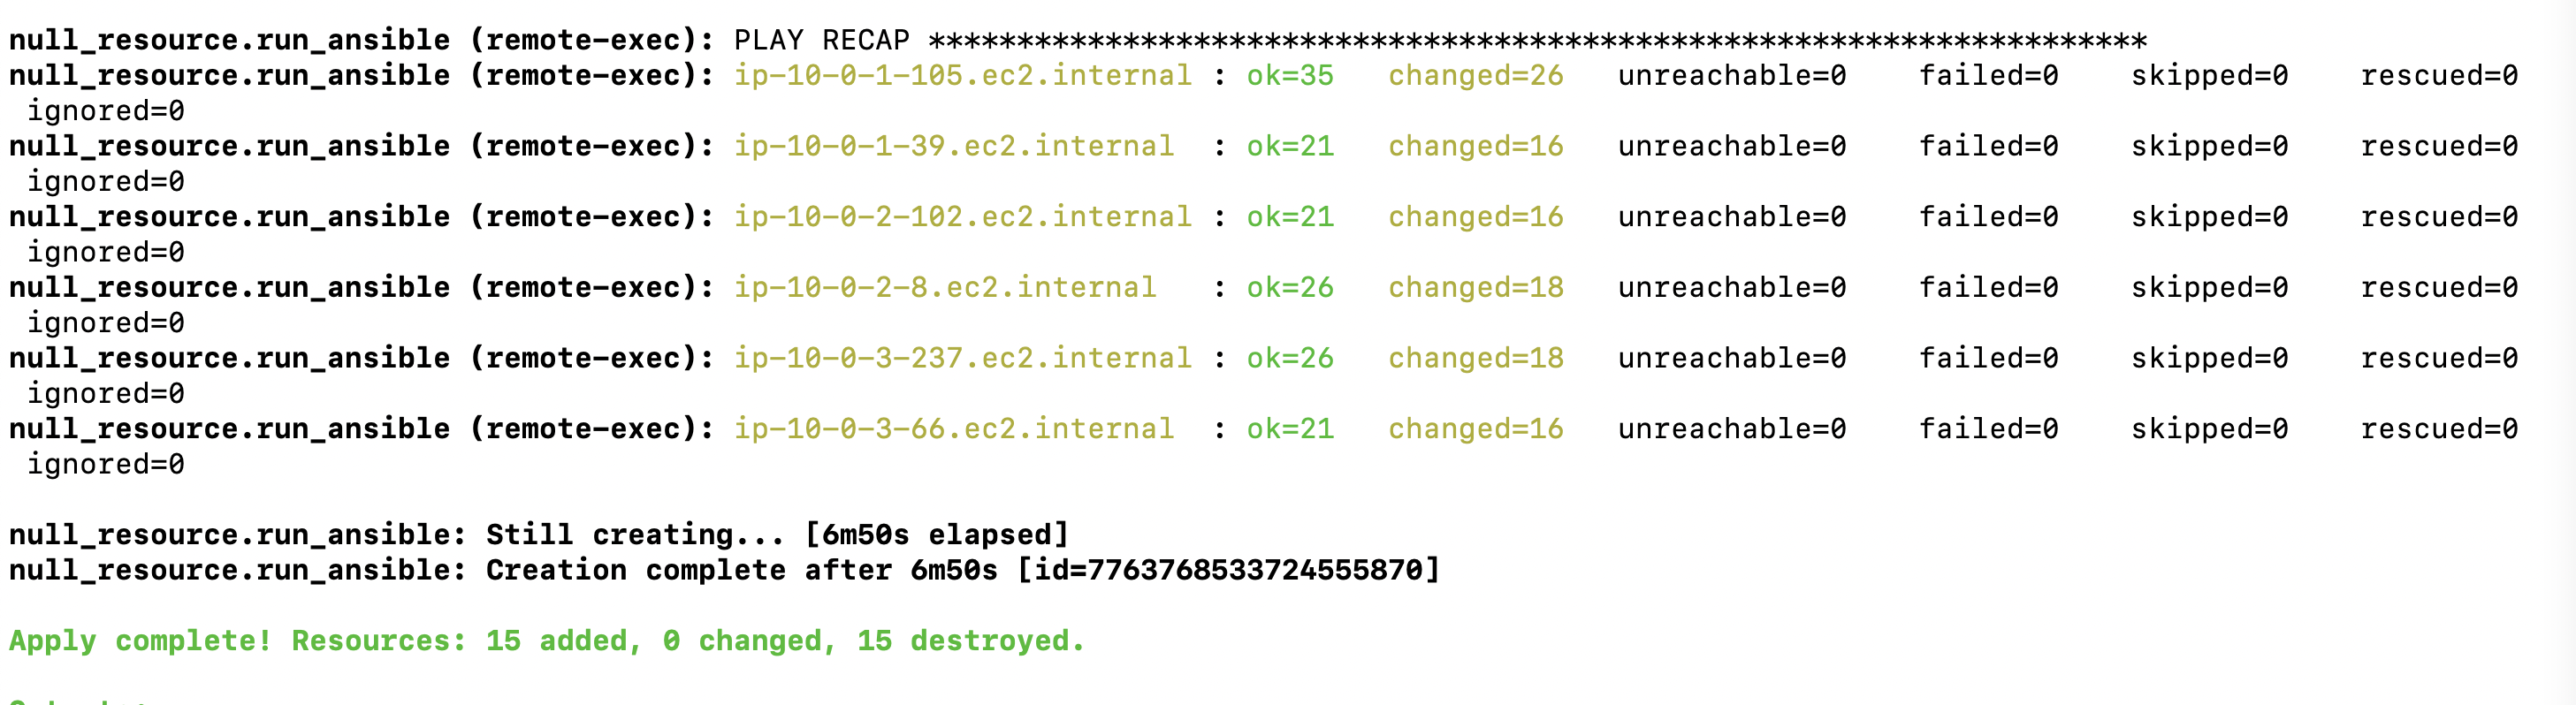 null_resource.run_ansible (remote-exec): PLAY RECAP *********************************************************************
null_resource.run_ansible (remote-exec): ip-10-0-1-105.ec2.internal : ok=35   changed=26   unreachable=0    failed=0    skipped=0    rescued=0
 ignored=0
null_resource.run_ansible (remote-exec): ip-10-0-1-39.ec2.internal  : ok=21   changed=16   unreachable=0    failed=0    skipped=0    rescued=0
 ignored=0
null_resource.run_ansible (remote-exec): ip-10-0-2-102.ec2.internal : ok=21   changed=16   unreachable=0    failed=0    skipped=0    rescued=0
 ignored=0
null_resource.run_ansible (remote-exec): ip-10-0-2-8.ec2.internal   : ok=26   changed=18   unreachable=0    failed=0    skipped=0    rescued=0
 ignored=0
null_resource.run_ansible (remote-exec): ip-10-0-3-237.ec2.internal : ok=26   changed=18   unreachable=0    failed=0    skipped=0    rescued=0
 ignored=0
null_resource.run_ansible (remote-exec): ip-10-0-3-66.ec2.internal  : ok=21   changed=16   unreachable=0    failed=0    skipped=0    rescued=0
 ignored=0
null_resource.run_ansible: Still creating... [6m50s elapsed]
null_resource.run_ansible: Creation complete after 6m50s [id=7763768533724555870]
Apply complete! Resources: 15 added, 0 changed, 15 destroyed.